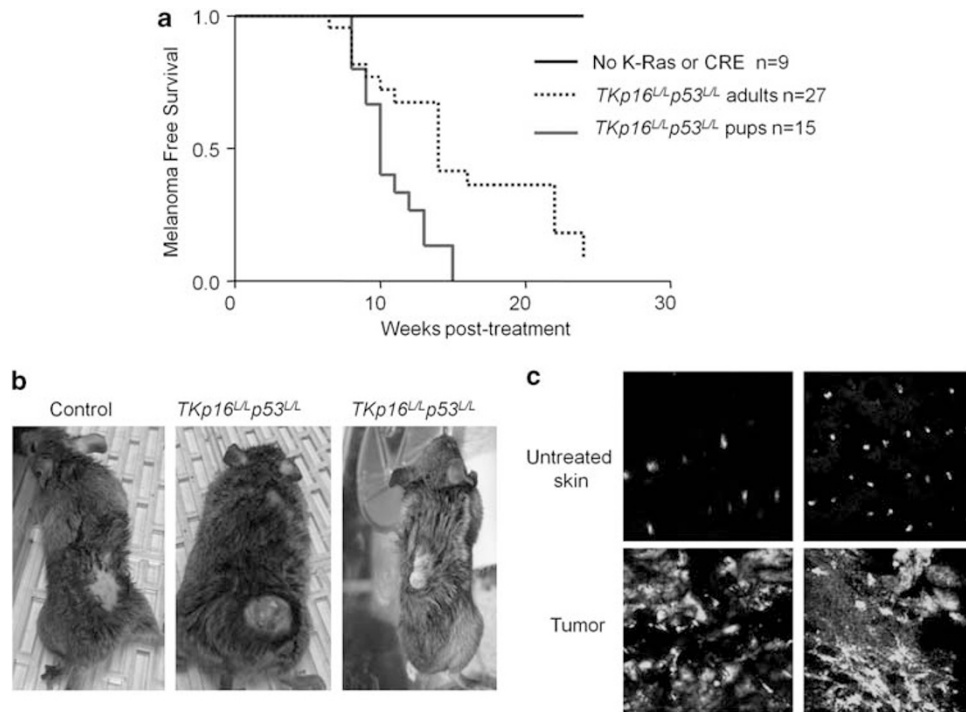 a
1.0
0.5
0.0
Melanoma Free Survival
0 10 20 30
Weeks post-treatment
No K-Ras or CRE n=9
TKp16L/Lp53L/L adults n=27
TKp16L/Lp53L/L pups n=15
b
Control
TKp16L/Lp53L/L
TKp16L/Lp53L/L
c
Untreated
skin
Tumor